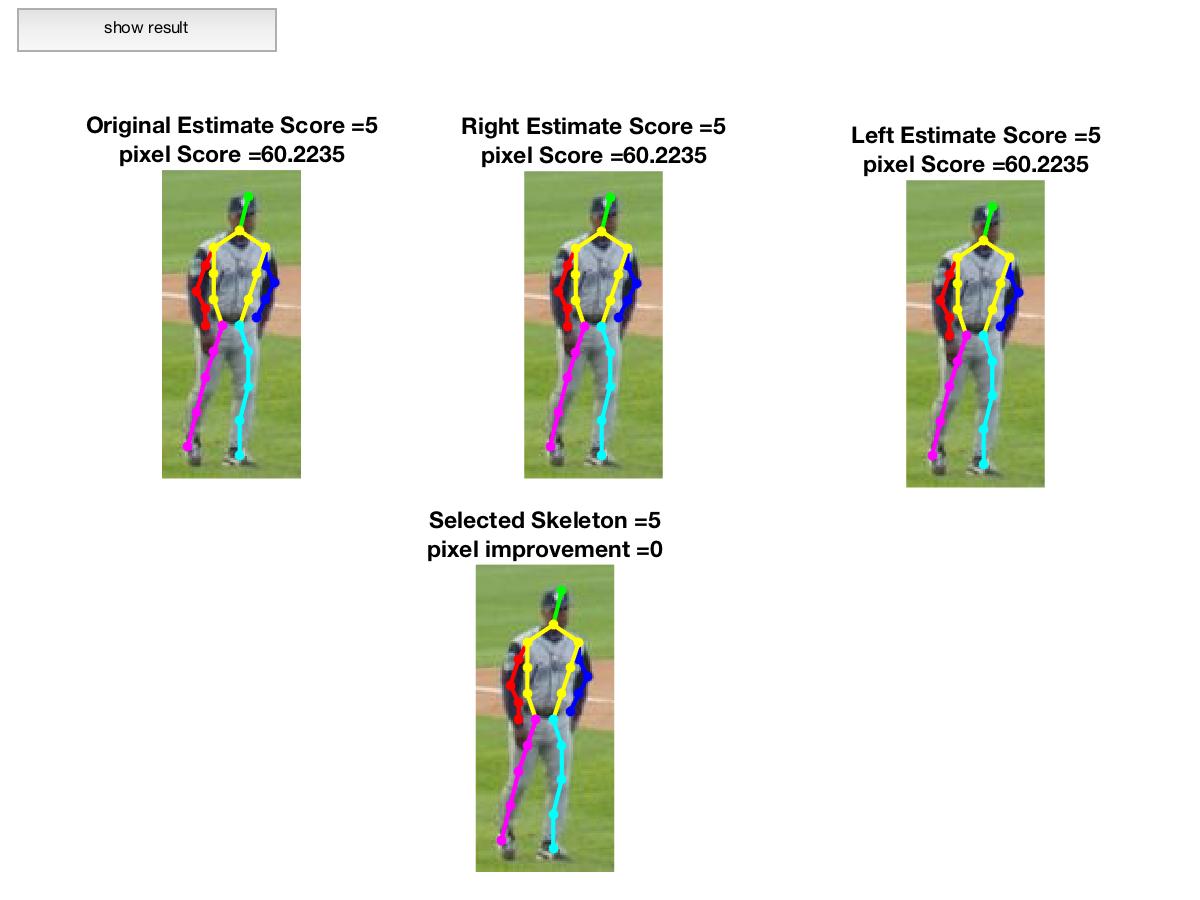 show result
Original Estimate Score =5
pixel Score =60.2235
Right Estimate Score =5
pixel Score =60.2235
Left Estimate Score =5
pixel Score =60.2235
Selected Skeleton =5
pixel improvement =0